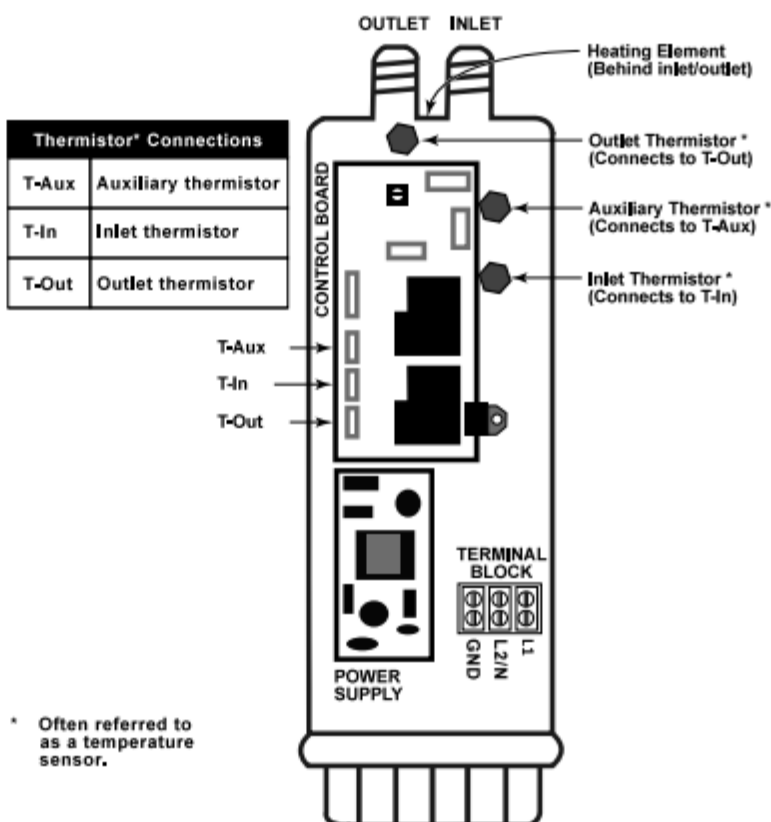 OUTLET INLET
Heating Element
(Behind inlet/outlet)
Thermistor* Connections
T-Aux Auxiliary thermistor
T-In Inlet thermistor
T-Out Outlet thermistor
Outlet Thermistor *
(Connects to T-Out)
Auxiliary Thermistor *
(Connects to T-Aux)
Inlet Thermistor *
(Connects to T-In)
CONTROL BOARD
T-Aux
T-In
T-Out
TERMINAL
BLOCK
GND
L2/N
L1
POWER
SUPPLY
* Often referred to
as a temperature
sensor.